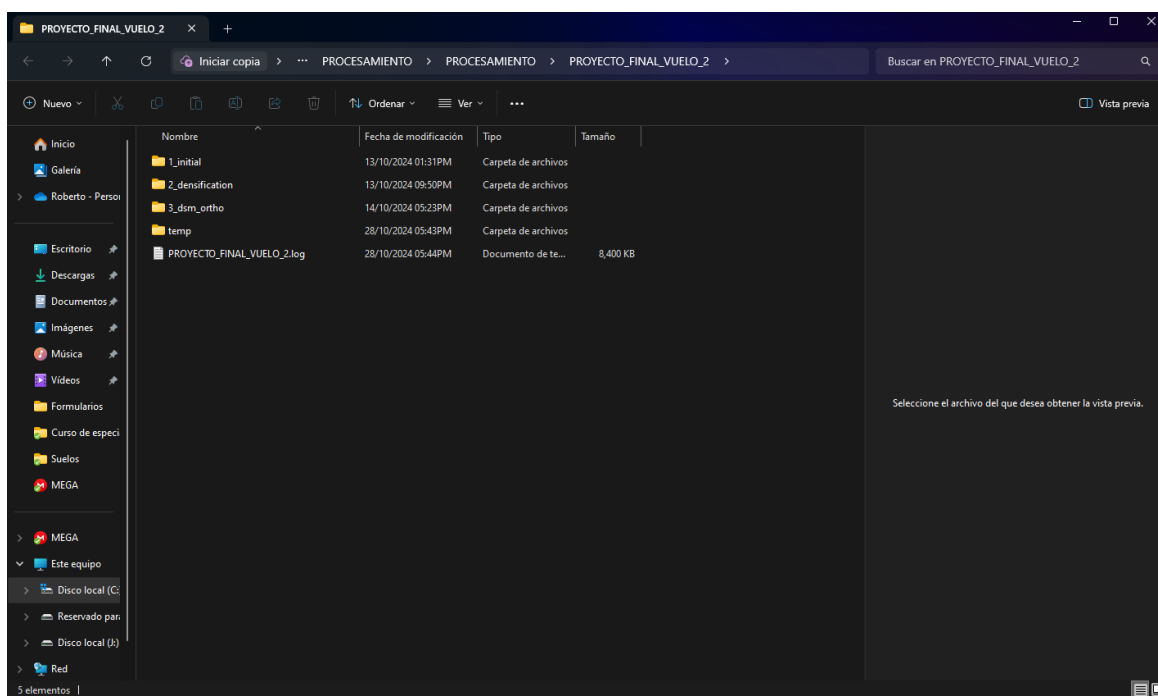 PROYECTO_FINAL_VUELO_2
Iniciar copia > ··· PROCESAMIENTO > PROCESAMIENTO > PROYECTO_FINAL_VUELO_2 >
Buscar en PROYECTO_FINAL_VUELO_2
Nuevo
Ordenar
Ver
Vista previa
Inicio
Galería
Roberto - Person
Escritorio
Descargas
Documentos
Imágenes
Música
Vídeos
Formularios
Curso de especi
Suelos
MEGA
MEGA
Este equipo
Disco local (C:
Reservado para
Disco local (J:)
Red
Nombre Fecha de modificación Tipo Tamaño
1_initial 13/10/2024 01:31PM Carpeta de archivos
2_densification 13/10/2024 09:50PM Carpeta de archivos
3_dsm_ortho 14/10/2024 05:23PM Carpeta de archivos
temp 28/10/2024 05:43PM Carpeta de archivos
PROYECTO_FINAL_VUELO_2.log 28/10/2024 05:44PM Documento de te... 8,400 KB
Seleccione el archivo del que desea obtener la vista previa.
5 elementos